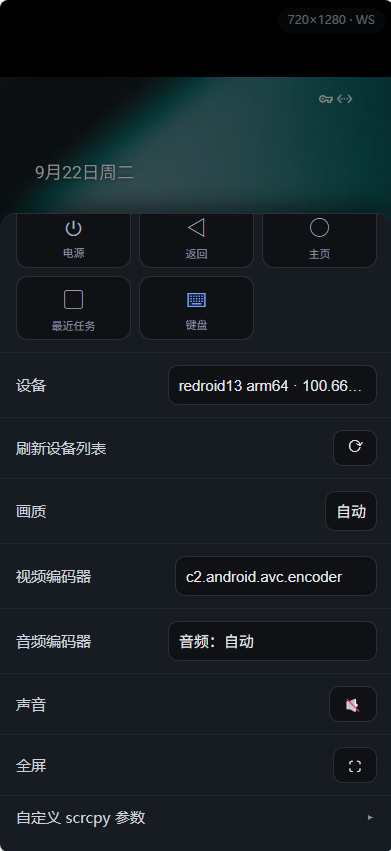 720×1280 · WS
9月22日周二
电源
返回
主页
最近任务
键盘
设备
redroid13 arm64 · 100.66…
刷新设备列表
画质
自动
视频编码器
c2.android.avc.encoder
音频编码器
音频：自动
声音
全屏
自定义 scrcpy 参数